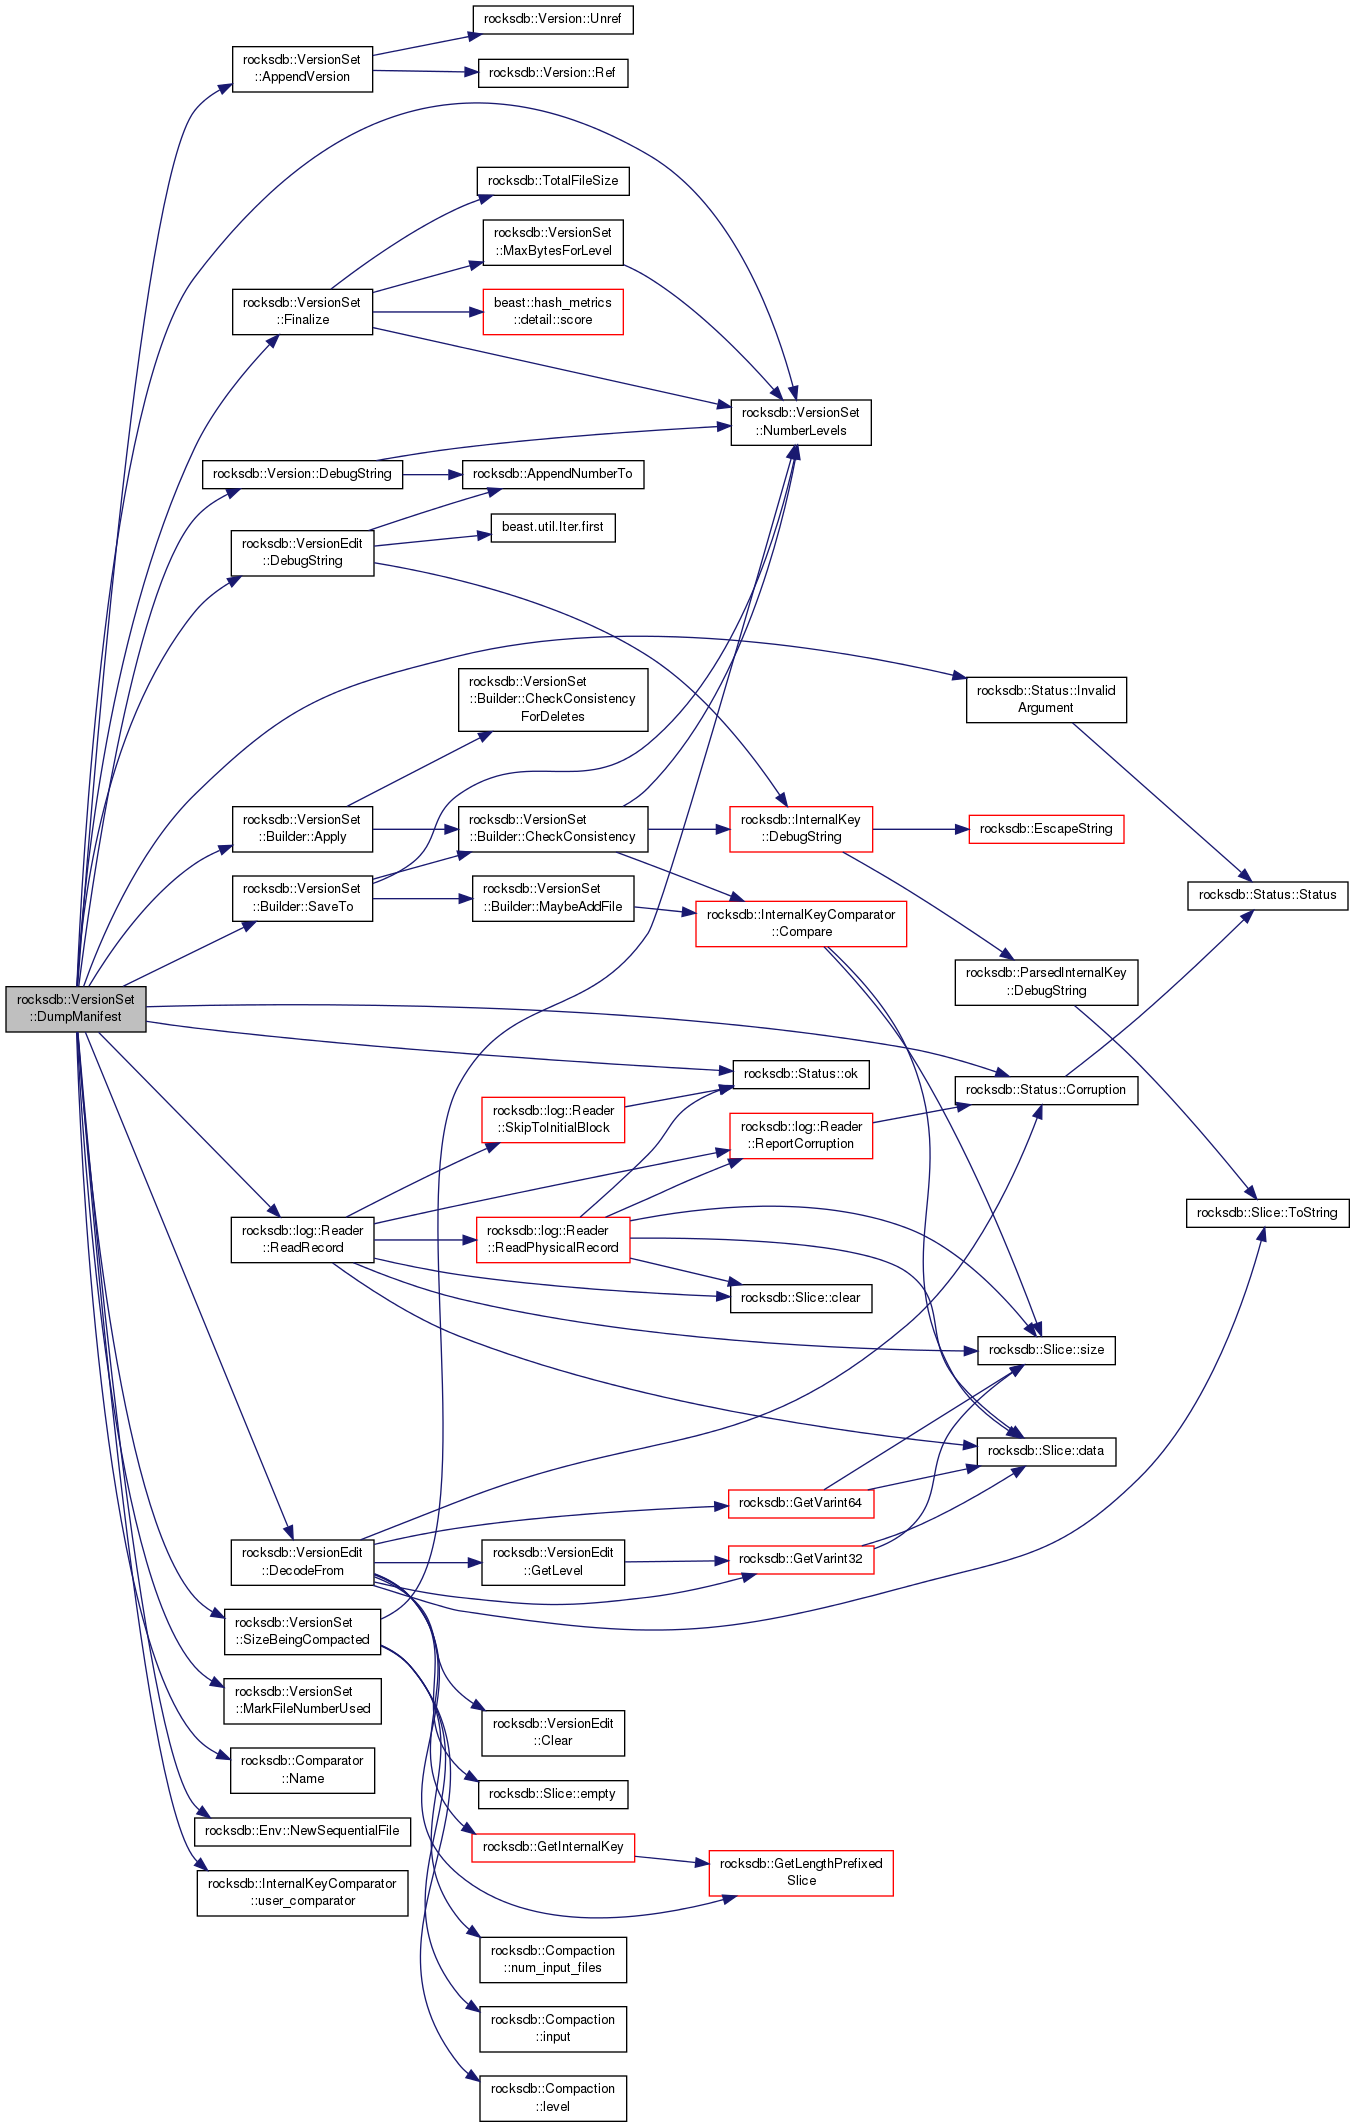 rocksdb::Version::Unref
rocksdb::VersionSet
::AppendVersion
rocksdb::Version::Ref
rocksdb::TotalFileSize
rocksdb::VersionSet
::MaxBytesForLevel
rocksdb::VersionSet
::Finalize
beast::hash_metrics
::detail::score
rocksdb::VersionSet
::NumberLevels
rocksdb::Version::DebugString
rocksdb::AppendNumberTo
beast.util.Iter.first
rocksdb::VersionEdit
::DebugString
rocksdb::VersionSet
::Builder::CheckConsistency
ForDeletes
rocksdb::Status::Invalid
Argument
rocksdb::VersionSet
::Builder::Apply
rocksdb::VersionSet
::Builder::CheckConsistency
rocksdb::InternalKey
::DebugString
rocksdb::EscapeString
rocksdb::VersionSet
::Builder::SaveTo
rocksdb::VersionSet
::Builder::MaybeAddFile
rocksdb::Status::Status
rocksdb::InternalKeyComparator
::Compare
rocksdb::ParsedInternalKey
::DebugString
rocksdb::VersionSet
::DumpManifest
rocksdb::Status::ok
rocksdb::Status::Corruption
rocksdb::log::Reader
::SkipToInitialBlock
rocksdb::log::Reader
::ReportCorruption
rocksdb::Slice::ToString
rocksdb::log::Reader
::ReadRecord
rocksdb::log::Reader
::ReadPhysicalRecord
rocksdb::Slice::clear
rocksdb::Slice::size
rocksdb::Slice::data
rocksdb::GetVarint64
rocksdb::VersionEdit
::DecodeFrom
rocksdb::VersionEdit
::GetLevel
rocksdb::GetVarint32
rocksdb::VersionSet
::SizeBeingCompacted
rocksdb::VersionSet
::MarkFileNumberUsed
rocksdb::VersionEdit
::Clear
rocksdb::Comparator
::Name
rocksdb::Slice::empty
rocksdb::Env::NewSequentialFile
rocksdb::GetInternalKey
rocksdb::GetLengthPrefixed
Slice
rocksdb::InternalKeyComparator
::user_comparator
rocksdb::Compaction
::num_input_files
rocksdb::Compaction
::input
rocksdb::Compaction
::level